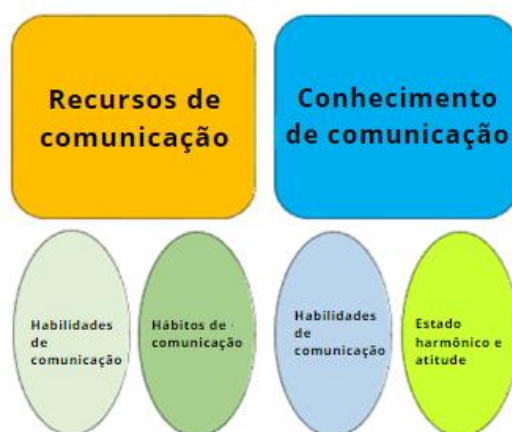 Recursos de
comunicação
Conhecimento
de comunicação
Habilidades
de
comunicação
Hábitos de
comunicação
Habilidades
de
comunicação
Estado
harmônico e
atitude